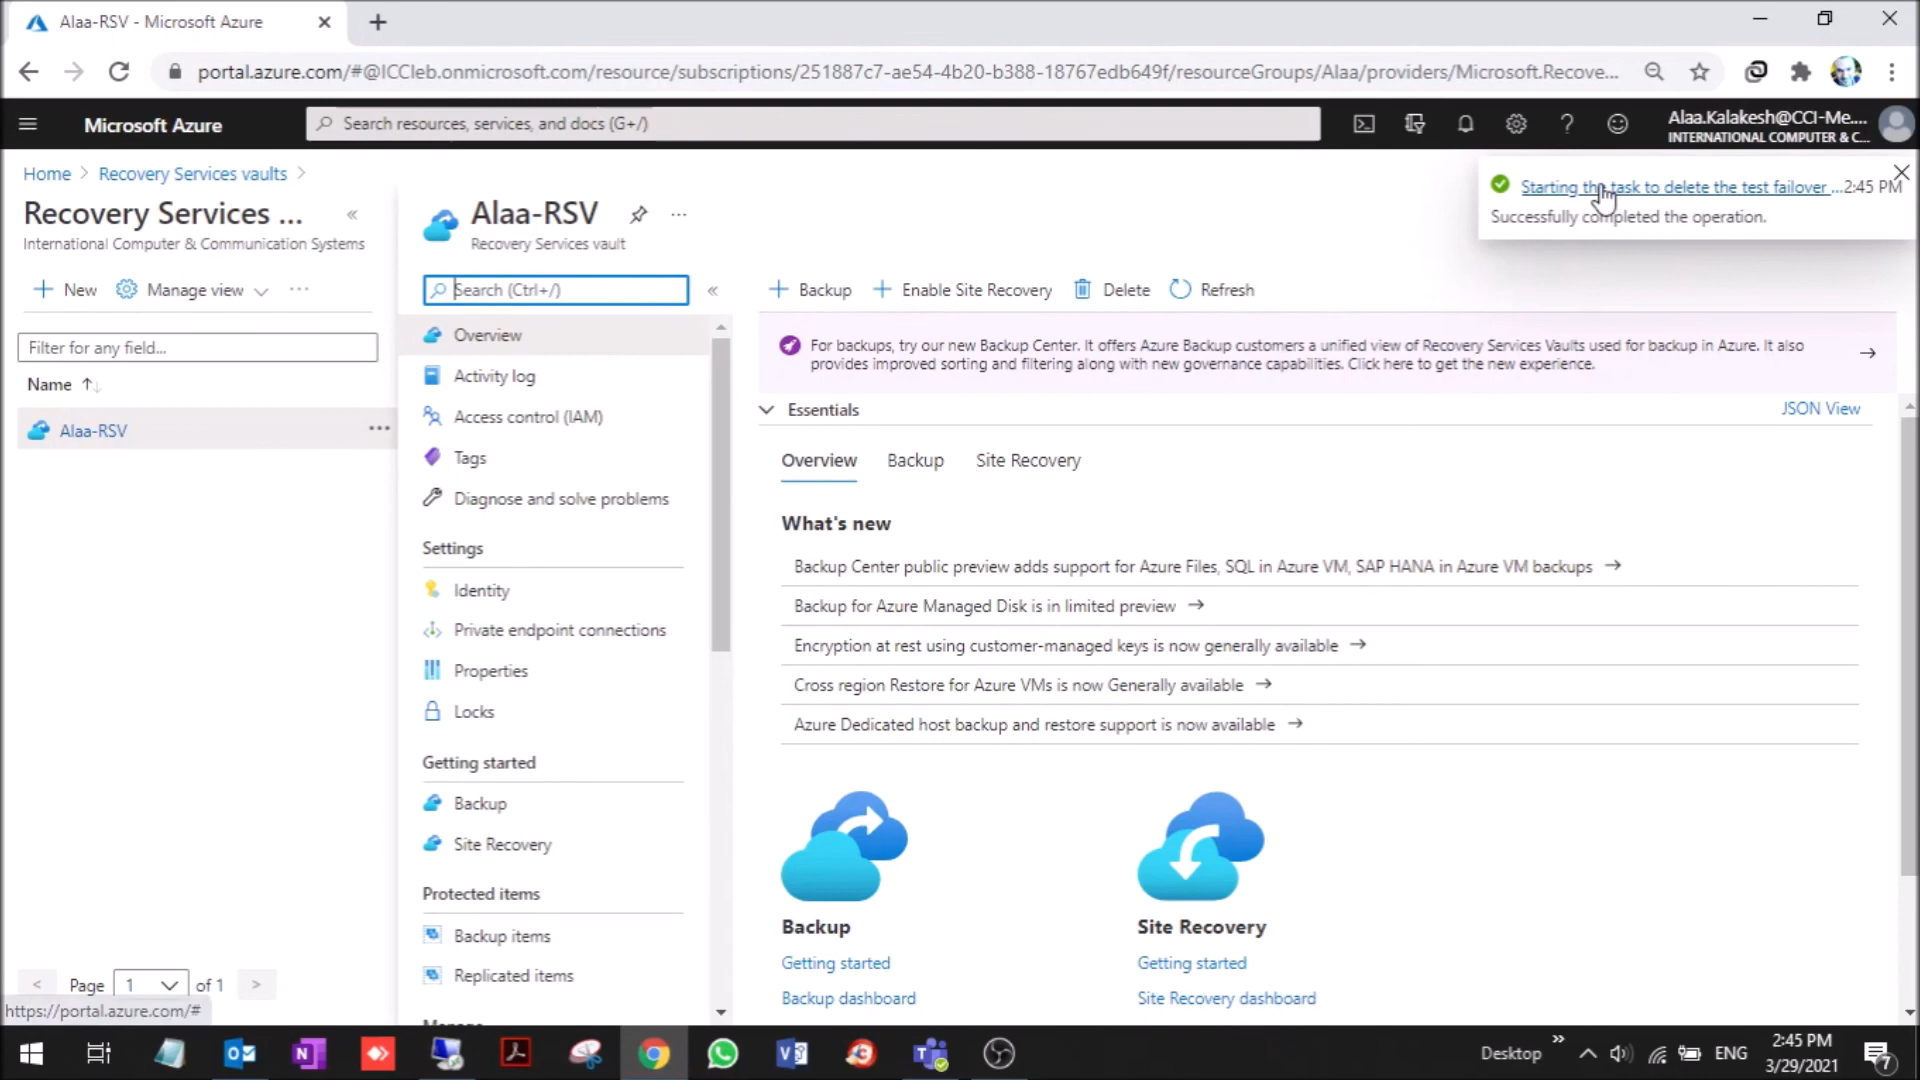 Alaa-RSV - Microsoft Azure
portal.azure.com/#@ICCleb.onmicrosoft.com/resource/subscriptions/251887c7-ae54-4b20-b388-18767edb649f/resourceGroups/Alaa/providers/Microsoft.Recove...
Microsoft Azure
Search resources, services, and docs (G+/)
Alaa.Kalakesh@CCI-Me....
INTERNATIONAL COMPUTER & C...
Home
Recovery Services vaults
Starting the task to delete the test failover ...
2:45 PM
Successfully completed the operation.
Recovery Services ...
International Computer & Communication Systems
New
Manage view
Filter for any field...
Name
Alaa-RSV
Page 1 of 1
https://portal.azure.com/#
Alaa-RSV
Recovery Services vault
Search (Ctrl+/)
Overview
Activity log
Access control (IAM)
Tags
Diagnose and solve problems
Settings
Identity
Private endpoint connections
Properties
Locks
Getting started
Backup
Site Recovery
Protected items
Backup items
Replicated items
Manage
Backup
Enable Site Recovery
Delete
Refresh
For backups, try our new Backup Center. It offers Azure Backup customers a unified view of Recovery Services Vaults used for backup in Azure. It also
provides improved sorting and filtering along with new governance capabilities. Click here to get the new experience.
Essentials
JSON View
Overview
Backup
Site Recovery
What's new
Backup Center public preview adds support for Azure Files, SQL in Azure VM, SAP HANA in Azure VM backups
Backup for Azure Managed Disk is in limited preview
Encryption at rest using customer-managed keys is now generally available
Cross region Restore for Azure VMs is now Generally available
Azure Dedicated host backup and restore support is now available
Backup
Getting started
Backup dashboard
Site Recovery
Getting started
Site Recovery dashboard
Desktop
ENG
2:45 PM
3/29/2021
7